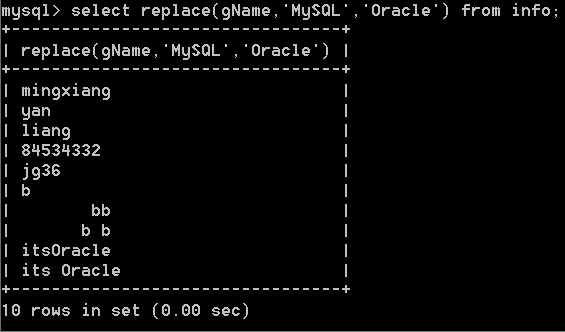 mysql> select replace(gName,'MySQL','Oracle') from info;
+---------------------------------+
| replace(gName,'MySQL','Oracle') |
+---------------------------------+
| mingxiang                       |
| yan                             |
| liang                           |
| 84534332                        |
| jg36                            |
| b                               |
|        bb                       |
|       b b                       |
| itsOracle                       |
| its Oracle                      |
+---------------------------------+
10 rows in set (0.00 sec)